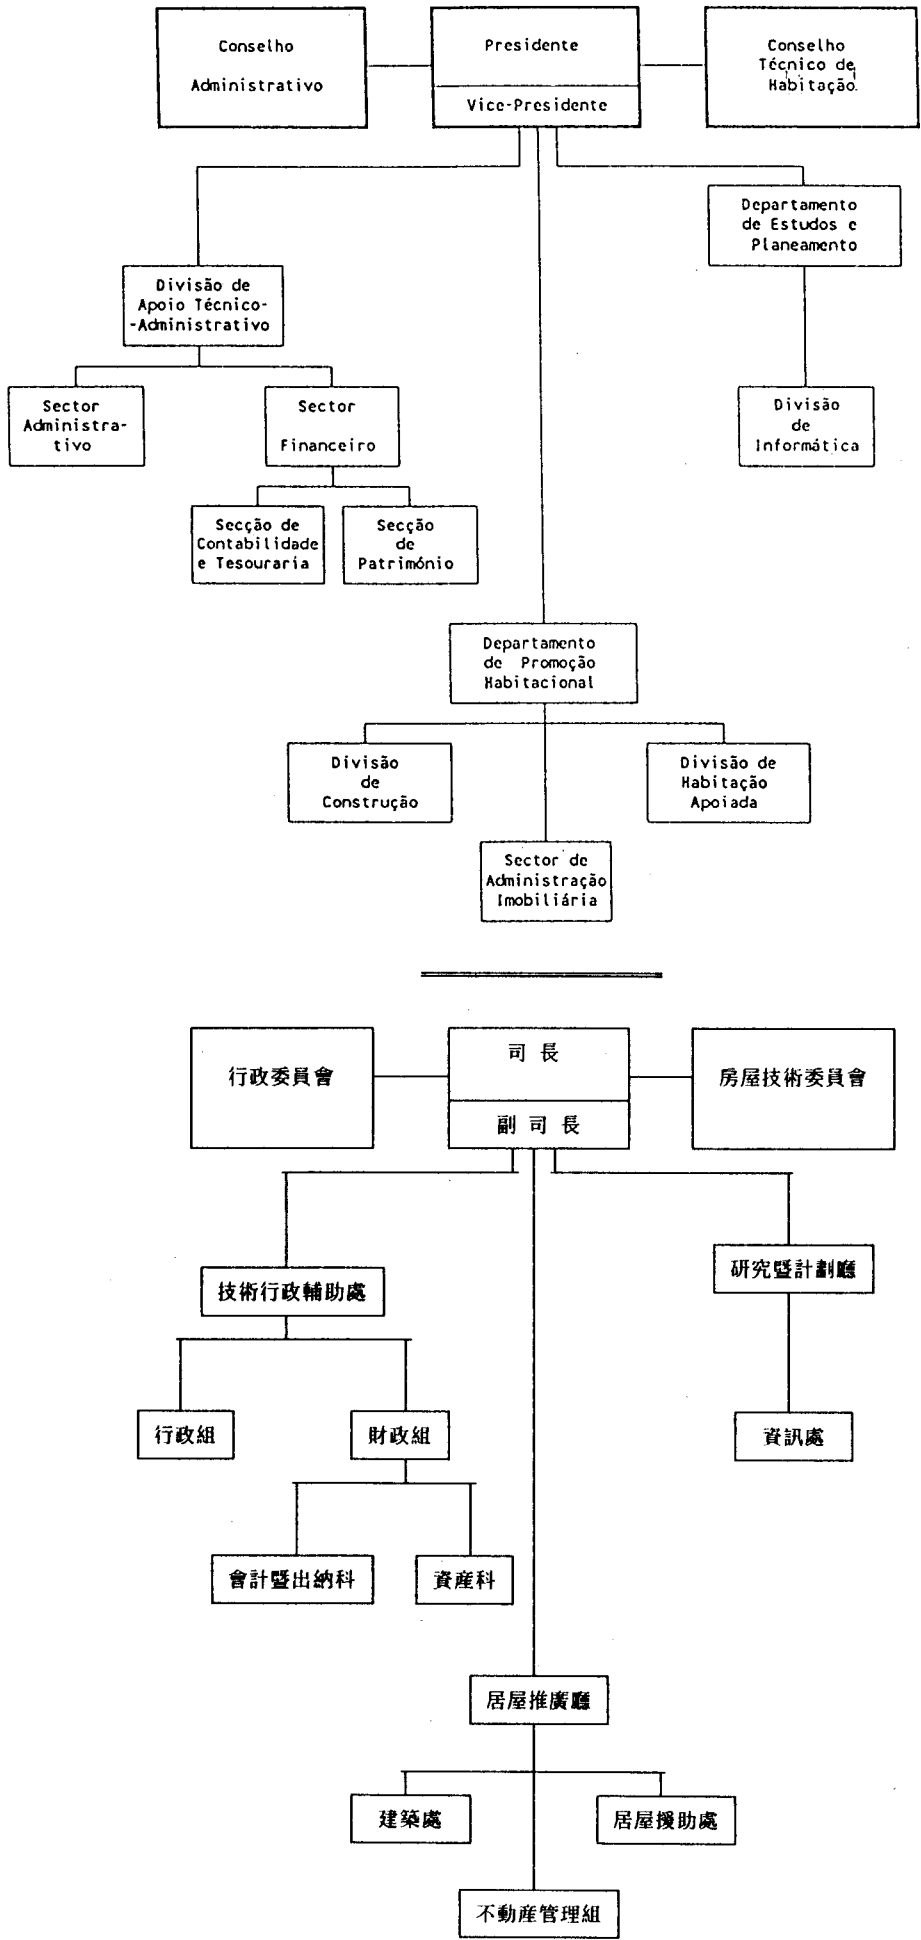 Conselho
Administrativo
Presidente
Vice-Presidente
Conselho
Técnico de
Habitação
Departamento
de Estudos e
Planeamento
Divisão de
Apoio Técnico-
-Administrativo
Sector
Administra-
tivo
Sector
Financeiro
Divisão
de
Informática
Secção de
Contabilidade
e Tesouraria
Secção
de
Património
Departamento
de Promoção
Habitacional
Divisão
de
Construção
Divisão de
Habitação
Apoiada
Sector de
Administração
Imobiliária
行政委員會
司長
副司長
房屋技術委員會
技術行政輔助處
研究暨計劃廳
行政組
財政組
資訊處
會計暨出納科
資產科
居屋推廣廳
建築處
居屋援助處
不動產管理組